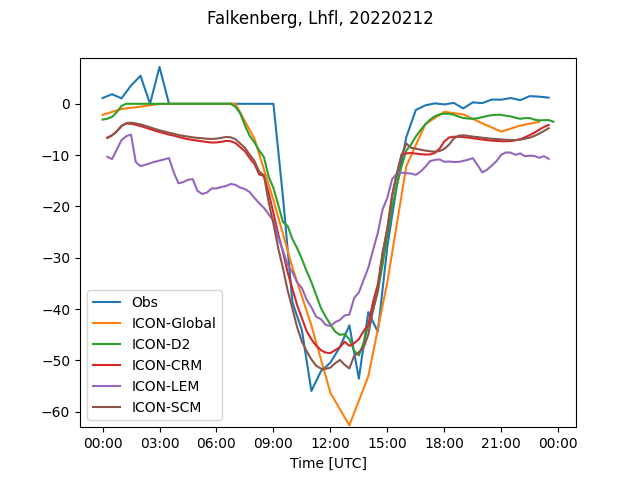 Falkenberg, Lhfl, 20220212
0
−10
−20
−30
−40
−50
−60
Obs
ICON-Global
ICON-D2
ICON-CRM
ICON-LEM
ICON-SCM
00:00 03:00 06:00 09:00 12:00 15:00 18:00 21:00 00:00
Time [UTC]